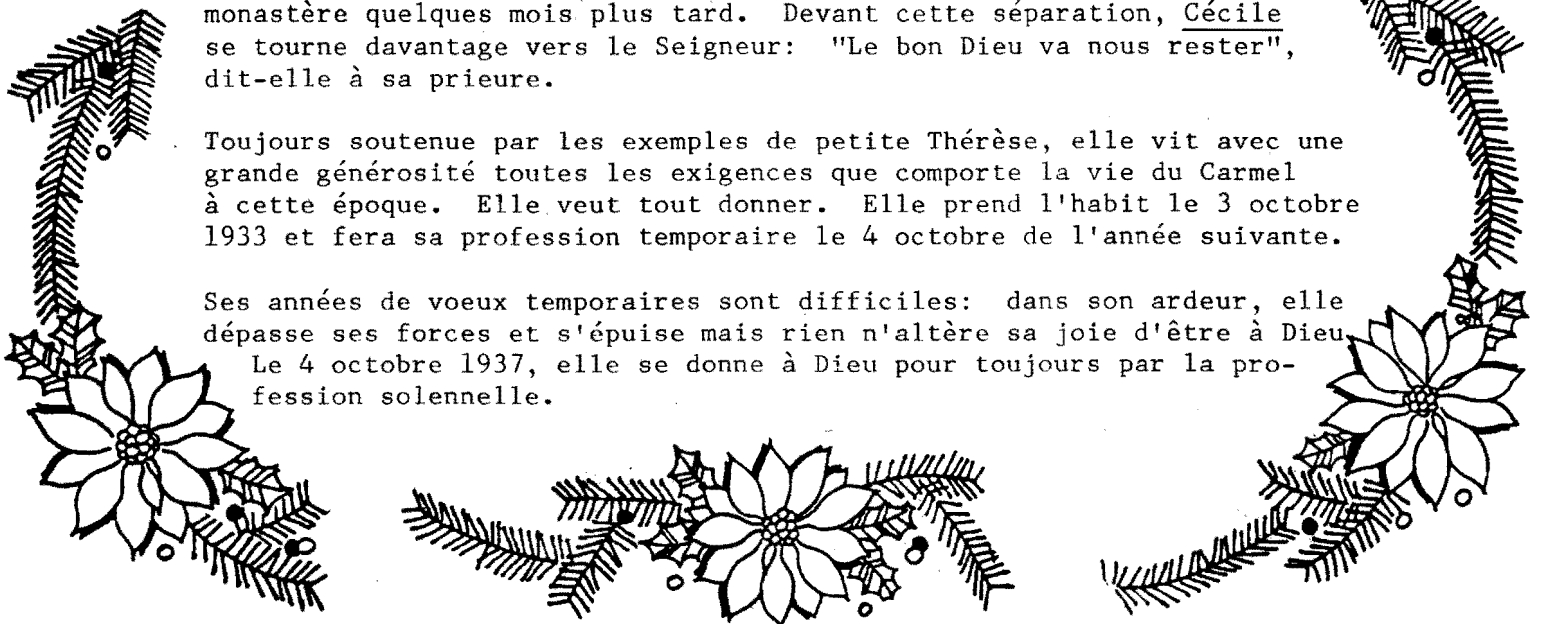 monastère quelques mois plus tard.  Devant cette séparation, Cécile
se tourne davantage vers le Seigneur:  "Le bon Dieu va nous rester",
dit-elle à sa prieure.
Toujours soutenue par les exemples de petite Thérèse, elle vit avec une
grande générosité toutes les exigences que comporte la vie du Carmel
à cette époque.  Elle veut tout donner.  Elle prend l'habit le 3 octobre
1933 et fera sa profession temporaire le 4 octobre de l'année suivante.
Ses années de voeux temporaires sont difficiles:  dans son ardeur, elle
dépasse ses forces et s'épuise mais rien n'altère sa joie d'être à Dieu.
Le 4 octobre 1937, elle se donne à Dieu pour toujours par la pro-
fession solennelle.